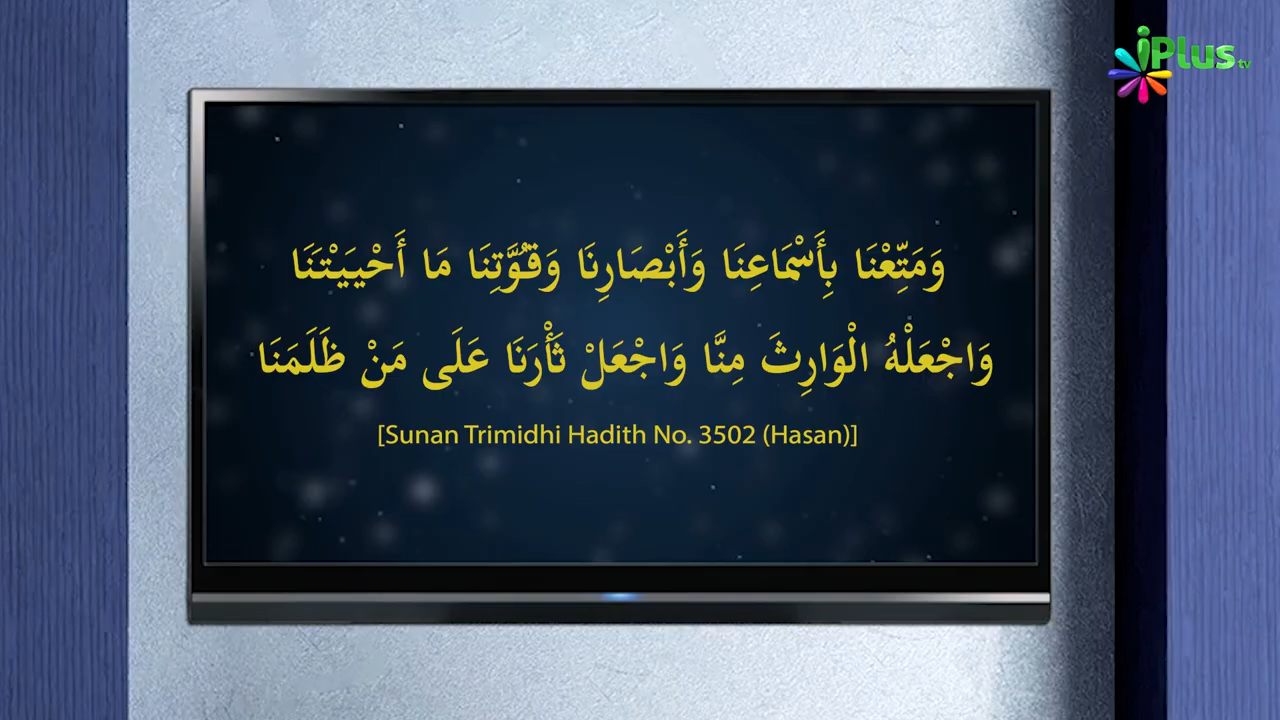 iPlus tv
وَمَتِّعْنَا بِأَسْمَاعِنَا وَأَبْصَارِنَا وَقُوَّتِنَا مَا أَحْيَيْتَنَا
وَاجْعَلْهُ الْوَارِثَ مِنَّا وَاجْعَلْ ثَأْرَنَا عَلَى مَنْ ظَلَمَنَا
[Sunan Trimidhi Hadith No. 3502 (Hasan)]